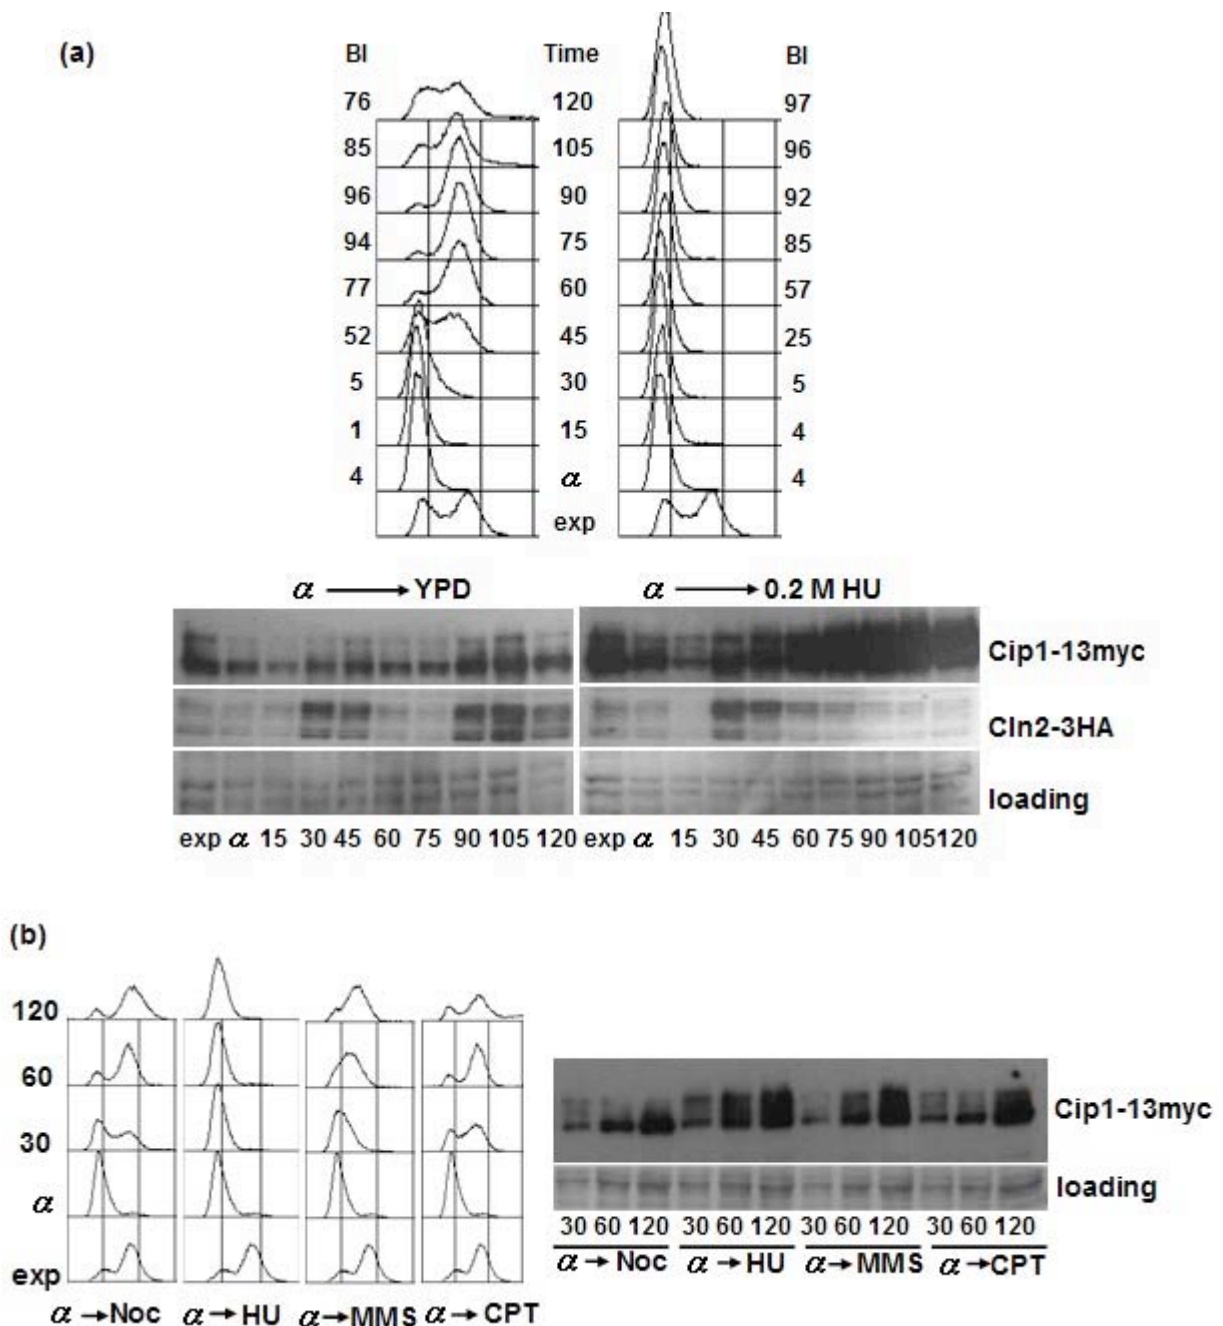 (a)
BI Time BI
76 120 97
85 105 96
96 90 92
94 75 85
77 60 57
52 45 25
5 30 5
1 15 4
4 α 4
exp
α → YPD α → 0.2 M HU
Cip1-13myc
Cln2-3HA
loading
exp α 15 30 45 60 75 90 105 120 exp α 15 30 45 60 75 90 105 120
(b)
120
60
30
α
exp
α → Noc α → HU α → MMS α → CPT
Cip1-13myc
loading
30 60 120 30 60 120 30 60 120 30 60 120
α → Noc α → HU α → MMS α → CPT